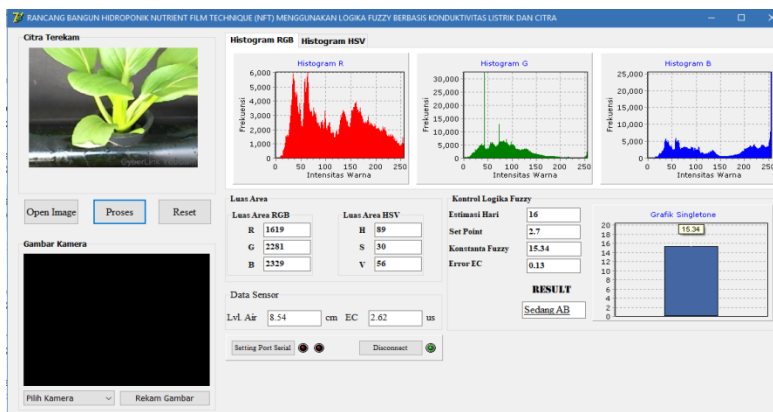 RANCANG BANGUN HIDROPONIK NUTRIENT FILM TECHNIQUE (NFT) MENGGUNAKAN LOGIKA FUZZY BERBASIS KONDUKTIVITAS LISTRIK DAN CITRA
Citra Terekam
CyberLink
Open Image Proses Reset
Gambar Kamera
Pilih Kamera Rekam Gambar
Histogram RGB Histogram HSV
Histogram R
Frekuensi
6,000
5,000
4,000
3,000
2,000
1,000
0
0 50 100 150 200 250
Intensitas Warna
Histogram G
Frekuensi
30,000
25,000
20,000
15,000
10,000
5,000
0
0 50 100 150 200 250
Intensitas Warna
Histogram B
Frekuensi
25,000
20,000
15,000
10,000
5,000
0
0 50 100 150 200 250
Intensitas Warna
Luas Area
Luas Area RGB
R 1619
G 2281
B 2329
Luas Area HSV
H 89
S 30
V 56
Data Sensor
Lvl. Air 8.54 cm EC 2.62 us
Setting Port Serial Disconnect
Kontrol Logika Fuzzy
Estimasi Hari 16
Set Point 2.7
Konstanta Fuzzy 15.34
Error EC 0.13
RESULT
Sedang AB
Grafik Singletone
15.34
20
18
16
14
12
10
8
6
4
2
0